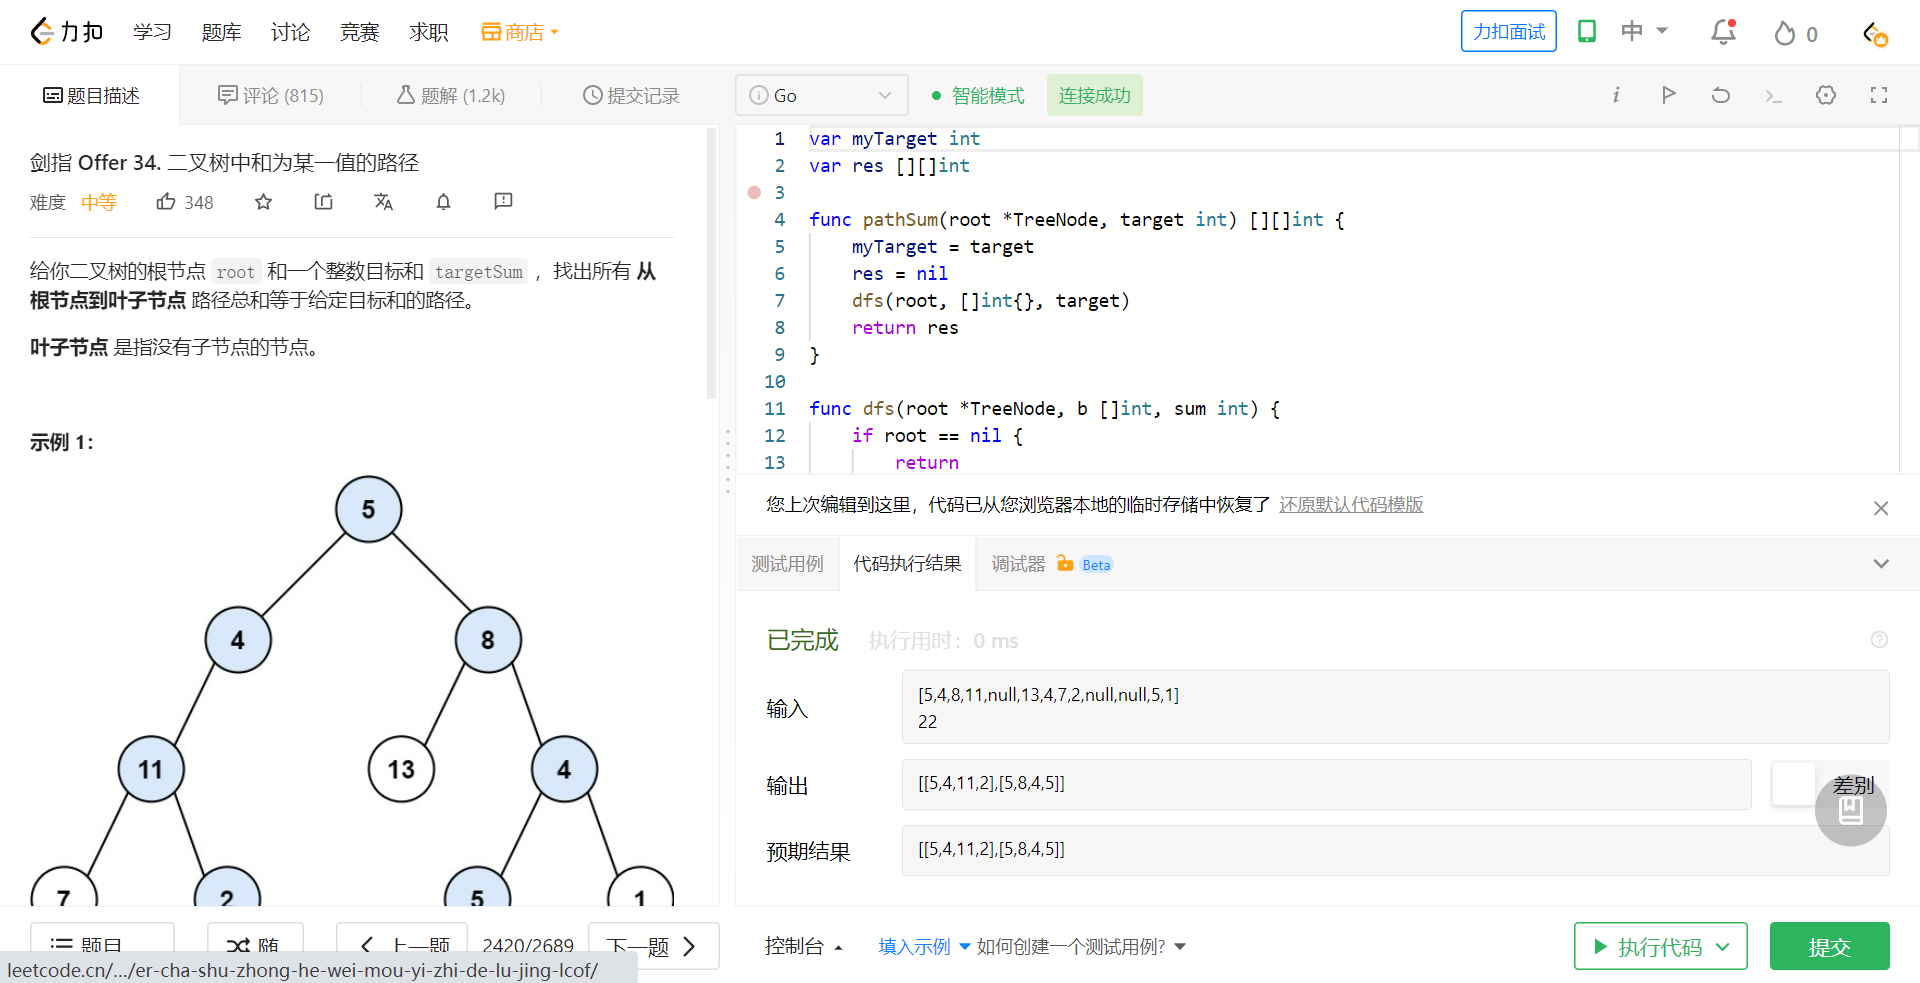 力扣 学习 题库 讨论 竞赛 求职 商店 力扣面试 中 0
题目描述 评论 (815) 题解 (1.2k) 提交记录
剑指 Offer 34. 二叉树中和为某一值的路径
难度 中等 348
给你二叉树的根节点 root 和一个整数目标和 targetSum ，找出所有 从
根节点到叶子节点 路径总和等于给定目标和的路径。
叶子节点 是指没有子节点的节点。
示例 1：
5
4 8
11 13 4
7 2 5 1
题目 随 上一题 2420/2689 下一题
leetcode.cn/.../er-cha-shu-zhong-he-wei-mou-yi-zhi-de-lu-jing-lcof/
Go 智能模式 连接成功
1 var myTarget int
2 var res [][]int
3
4 func pathSum(root *TreeNode, target int) [][]int {
5 myTarget = target
6 res = nil
7 dfs(root, []int{}, target)
8 return res
9 }
10
11 func dfs(root *TreeNode, b []int, sum int) {
12 if root == nil {
13 return
您上次编辑到这里，代码已从您浏览器本地的临时存储中恢复了 还原默认代码模版
测试用例 代码执行结果 调试器 Beta
已完成 执行用时：0 ms
输入
[5,4,8,11,null,13,4,7,2,null,null,5,1]
22
输出 [[5,4,11,2],[5,8,4,5]] 差别
预期结果 [[5,4,11,2],[5,8,4,5]]
控制台 填入示例 如何创建一个测试用例? 执行代码 提交